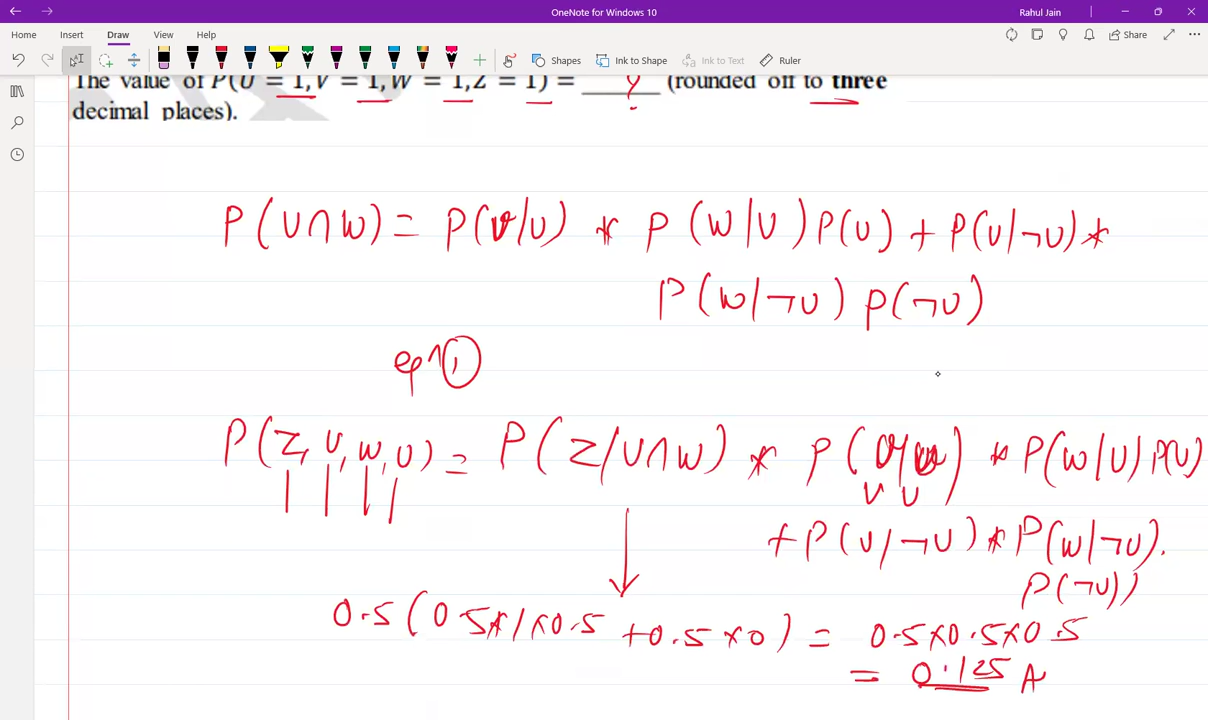 OneNote for Windows 10
Rahul Jain
Home Insert Draw View Help
Share
Shapes Ink to Shape Ink to Text Ruler
The value of P(U = 1,V = 1,W = 1,Z = 1) = ______ (rounded off to three
decimal places).
P(U∩W) = P(V/U) * P(W/U)P(U) + P(U/¬U)*
P(W/¬U) P(¬U)
eqn 1
P(Z, U, W, U) = P(Z/U∩W) * P( ) * P(W/U)P(U)
V U
1 1 1 1
+P(U/¬U) * P(W/¬U).
P(¬U))
0.5(0.5*1×0.5 +0.5×0) = 0.5×0.5×0.5
= 0.125 A